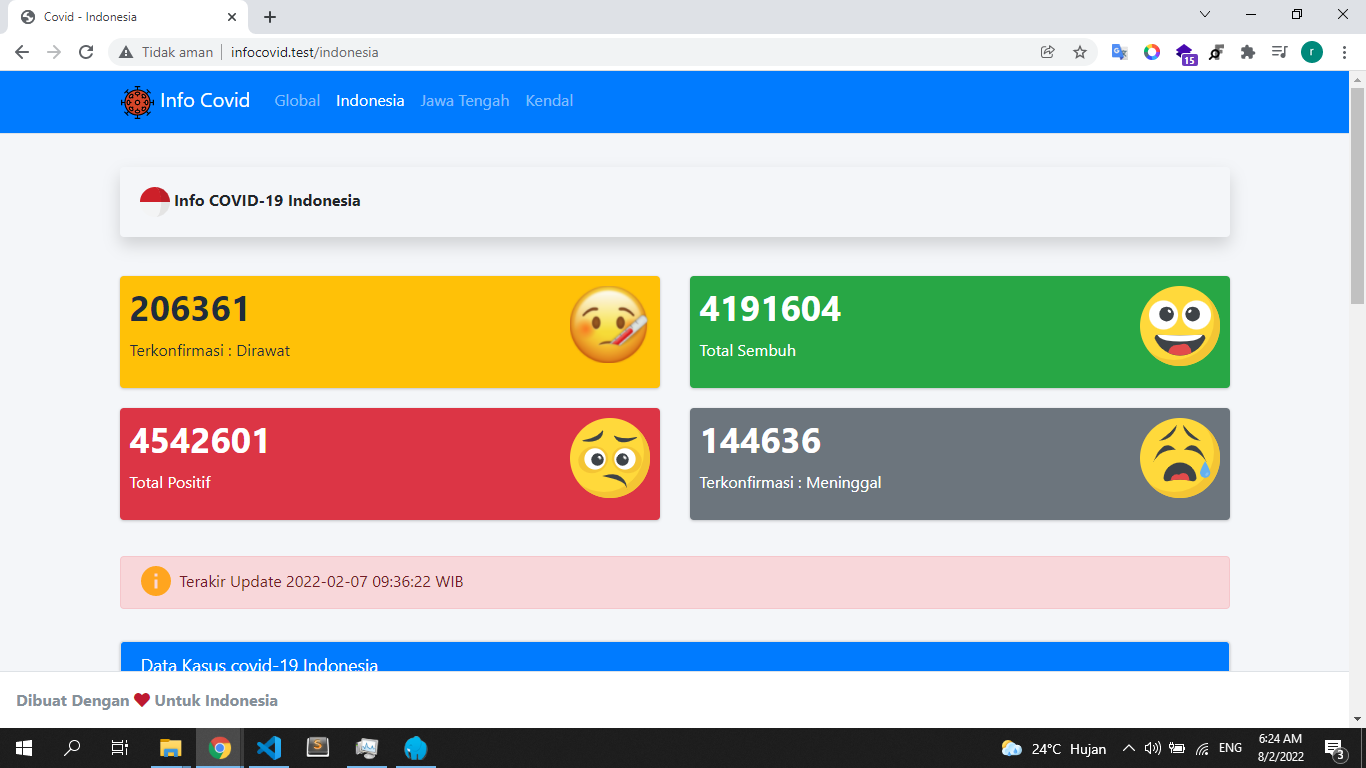 Covid - Indonesia
Tidak aman infocovid.test/indonesia
15
r
Info Covid Global Indonesia Jawa Tengah Kendal
Info COVID-19 Indonesia
206361
Terkonfirmasi : Dirawat
4191604
Total Sembuh
4542601
Total Positif
144636
Terkonfirmasi : Meninggal
Terakir Update 2022-02-07 09:36:22 WIB
Data Kasus covid-19 Indonesia
Dibuat Dengan ❤ Untuk Indonesia
24°C Hujan
ENG
6:24 AM
8/2/2022
3